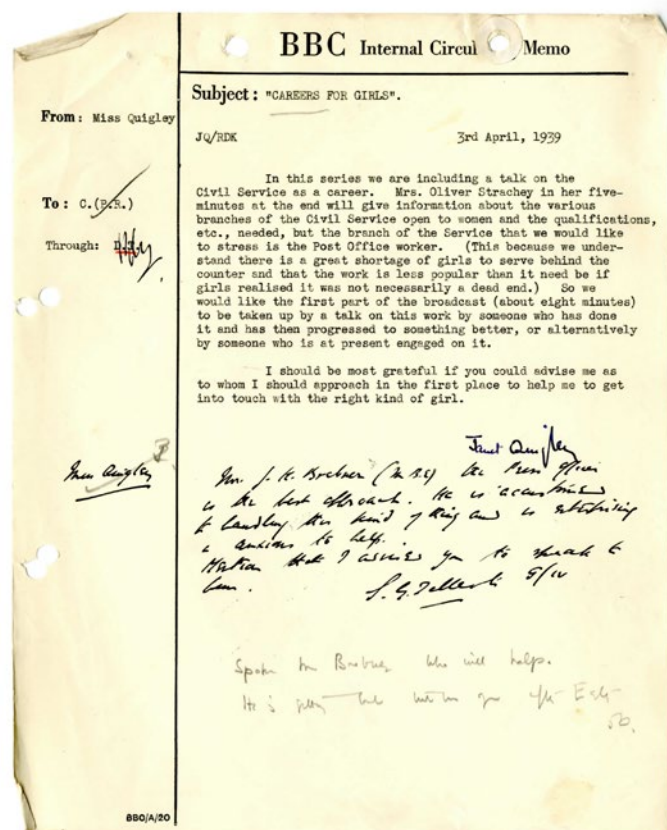 BBC Internal Circul Memo
Subject: "CAREERS FOR GIRLS".
From: Miss Quigley
JQ/RDK 3rd April, 1939
To: C.(P.R.)
Through:
In this series we are including a talk on the
Civil Service as a career. Mrs. Oliver Strachey in her five-
minutes at the end will give information about the various
branches of the Civil Service open to women and the qualifications,
etc., needed, but the branch of the Service that we would like
to stress is the Post Office worker. (This because we under-
stand there is a great shortage of girls to serve behind the
counter and that the work is less popular than it need be if
girls realised it was not necessarily a dead end.) So we
would like the first part of the broadcast (about eight minutes)
to be taken up by a talk on this work by someone who has done
it and has then progressed to something better, or alternatively
by someone who is at present engaged on it.
I should be most grateful if you could advise me as
to whom I should approach in the first place to help me to get
into touch with the right kind of girl.
Janet Quigley
Miss Quigley
Mr. J. H. Brebner (M.B.E) the Press Officer
is the best approach. He is accustomed
to handling this kind of thing and is enterprising
& anxious to help.
Mention that I advised you to speak to
him.
Spoke Mr Brebner who will help.
He is
BBC/A/20